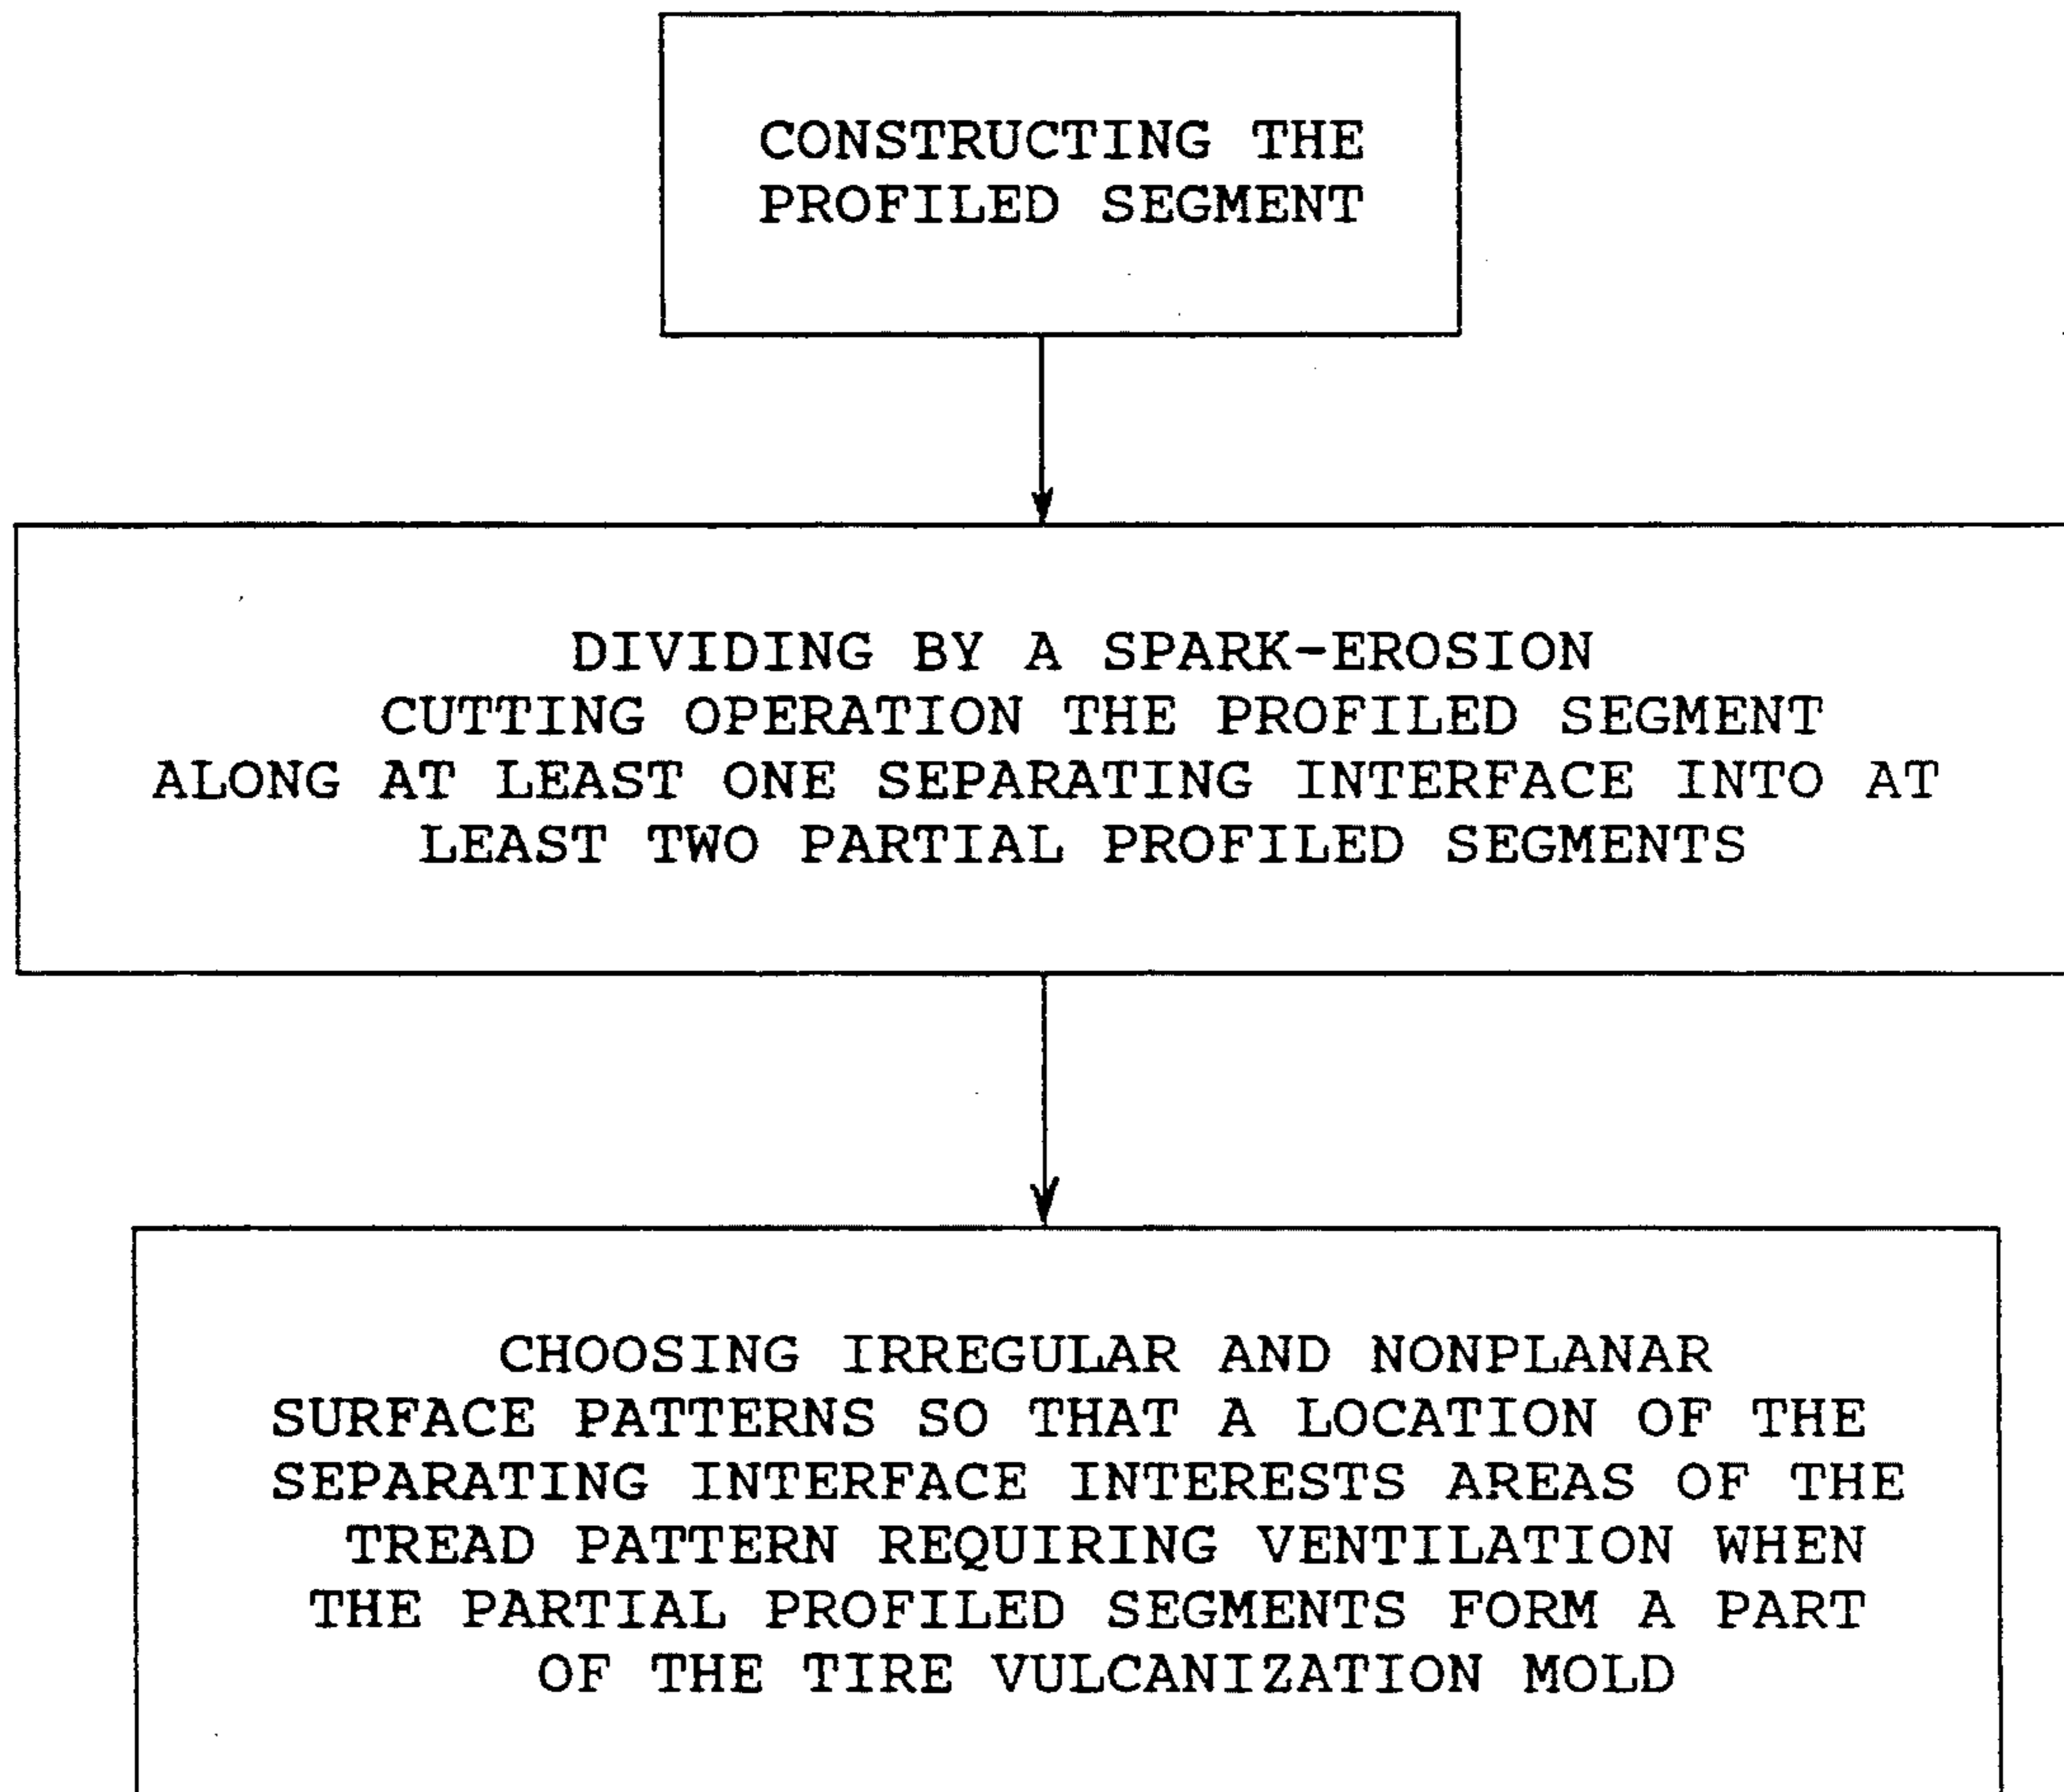 CONSTRUCTING THE
PROFILED SEGMENT
DIVIDING BY A SPARK-EROSION
CUTTING OPERATION THE PROFILED SEGMENT
ALONG AT LEAST ONE SEPARATING INTERFACE INTO AT
LEAST TWO PARTIAL PROFILED SEGMENTS
CHOOSING IRREGULAR AND NONPLANAR
SURFACE PATTERNS SO THAT A LOCATION OF THE
SEPARATING INTERFACE INTERESTS AREAS OF THE
TREAD PATTERN REQUIRING VENTILATION WHEN
THE PARTIAL PROFILED SEGMENTS FORM A PART
OF THE TIRE VULCANIZATION MOLD